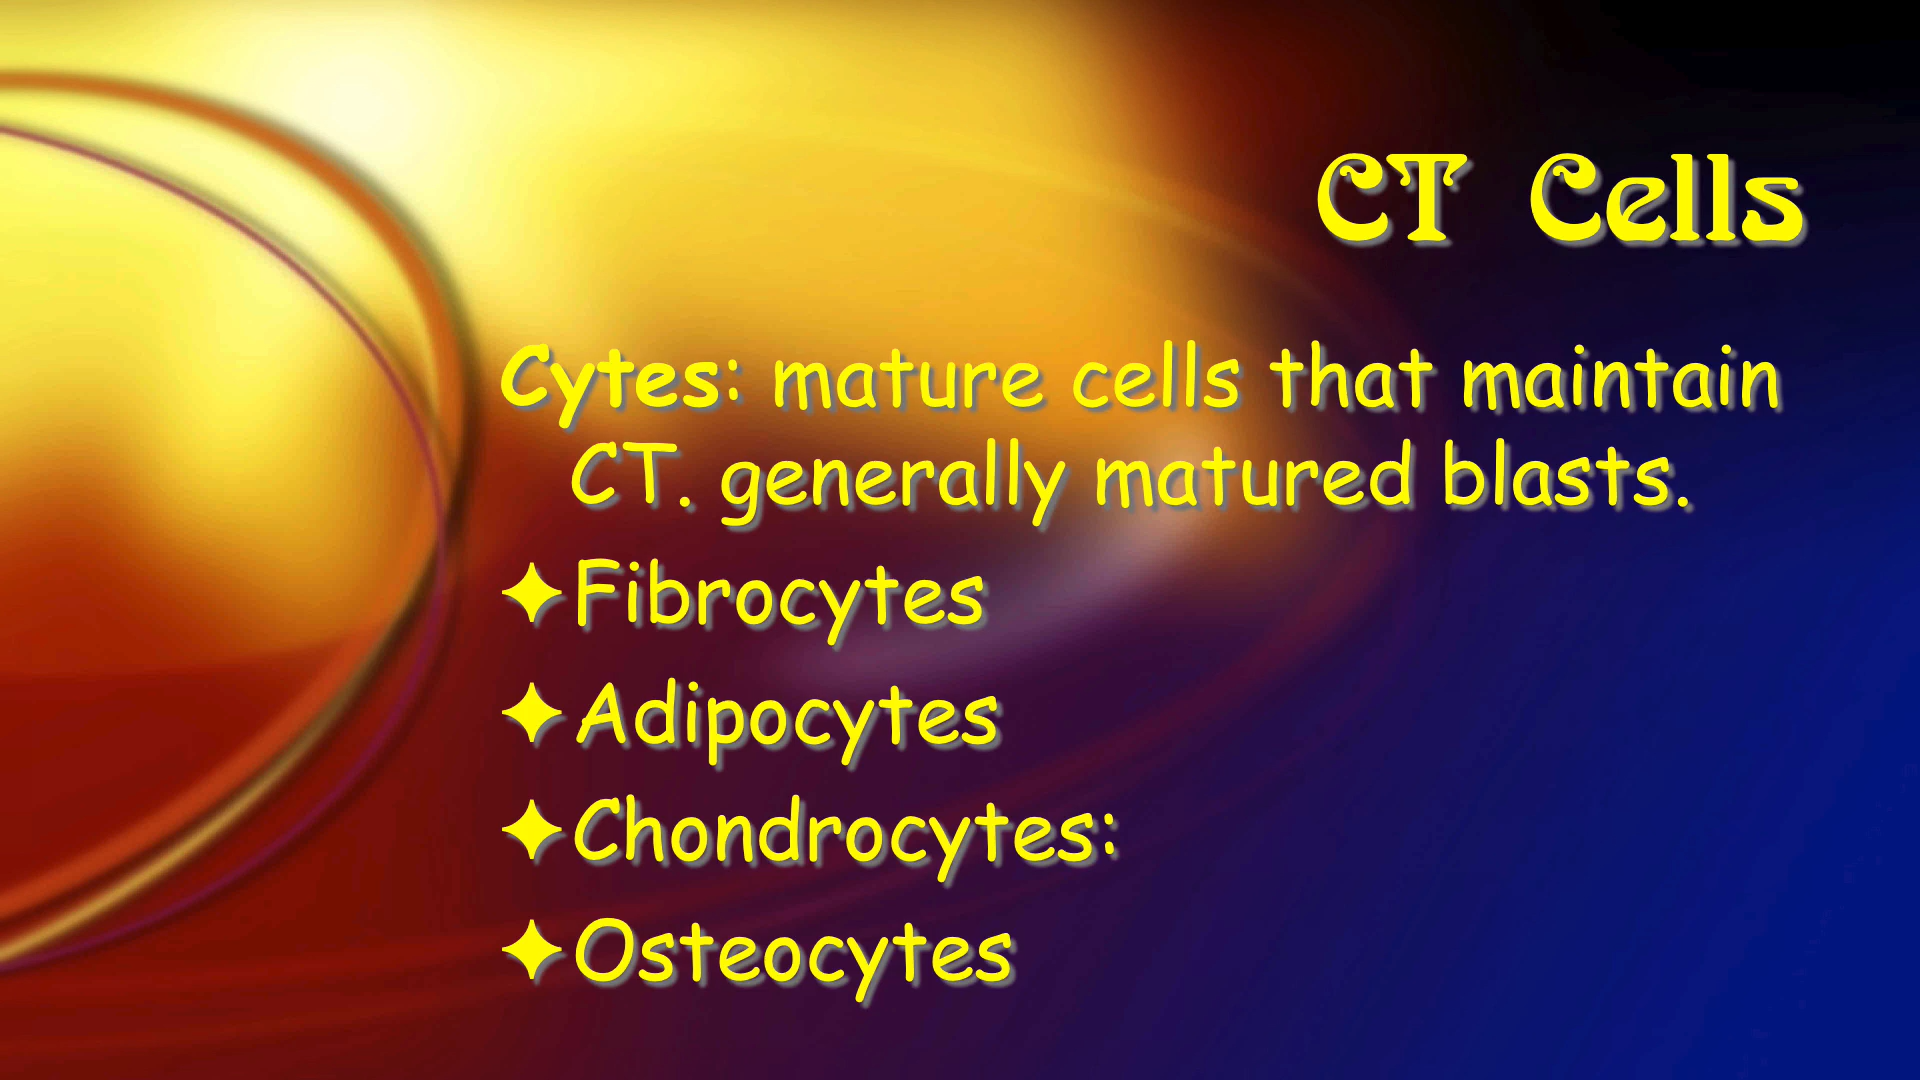 CT Cells
Cytes: mature cells that maintain
CT. generally matured blasts.
✦Fibrocytes
✦Adipocytes
✦Chondrocytes:
✦Osteocytes